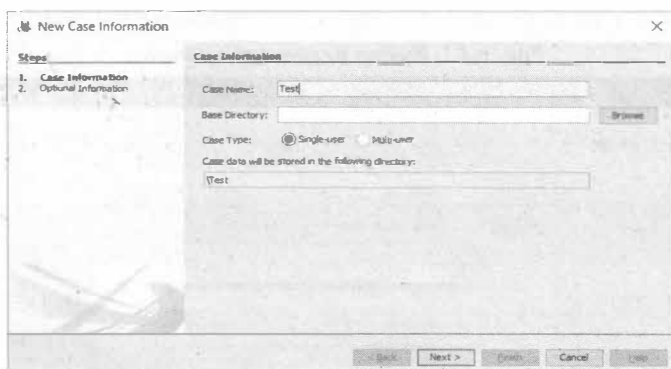 New Case Information
Steps
1. Case Information
2. Optional Information
Case Information
Case Name: Test
Base Directory:
Browse
Case Type: Single-user Multi-user
Case data will be stored in the following directory:
\Test
< Back Next > Finish Cancel Help